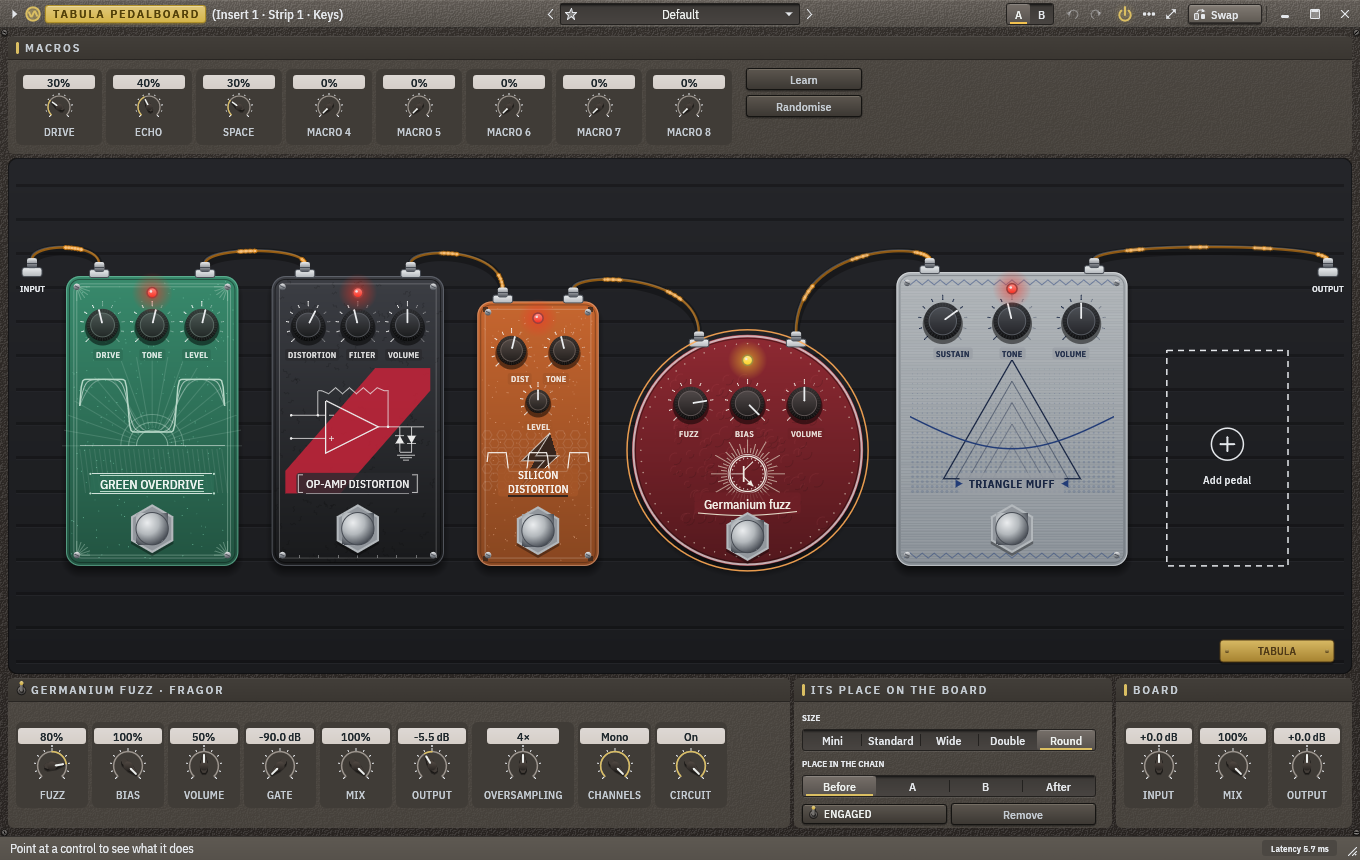 TABULA PEDALBOARD (Insert 1 · Strip 1 · Keys) Default A B Swap
MACROS
30% 40% 30% 0% 0% 0% 0% 0% Learn
Randomise
DRIVE ECHO SPACE MACRO 4 MACRO 5 MACRO 6 MACRO 7 MACRO 8
INPUT OUTPUT
DRIVE TONE LEVEL
DISTORTION FILTER VOLUME
SUSTAIN TONE VOLUME
DIST TONE
LEVEL
FUZZ BIAS VOLUME
GREEN OVERDRIVE
OP-AMP DISTORTION
SILICON
DISTORTION
Germanium fuzz
TRIANGLE MUFF
Add pedal
TABULA
GERMANIUM FUZZ · FRAGOR
80% 100% 50% -90.0 dB 100% -5.5 dB 4× Mono On
FUZZ BIAS VOLUME GATE MIX OUTPUT OVERSAMPLING CHANNELS CIRCUIT
ITS PLACE ON THE BOARD
SIZE
Mini Standard Wide Double Round
PLACE IN THE CHAIN
Before A B After
ENGAGED Remove
BOARD
+0.0 dB 100% +0.0 dB
INPUT MIX OUTPUT
Point at a control to see what it does
Latency 5.7 ms